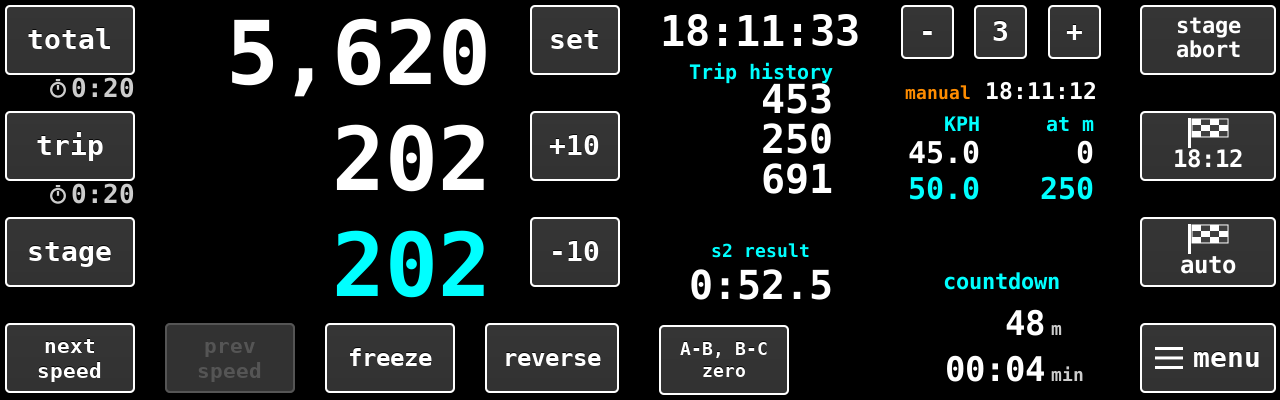 total
5,620
set
0:20
trip
202
+10
0:20
stage
202
-10
next
speed
prev
speed
freeze
reverse
18:11:33
Trip history
453
250
691
s2 result
0:52.5
A-B, B-C
zero
- 3 +
manual 18:11:12
KPH at m
45.0 0
50.0 250
countdown
48 m
00:04 min
stage
abort
18:12
auto
menu